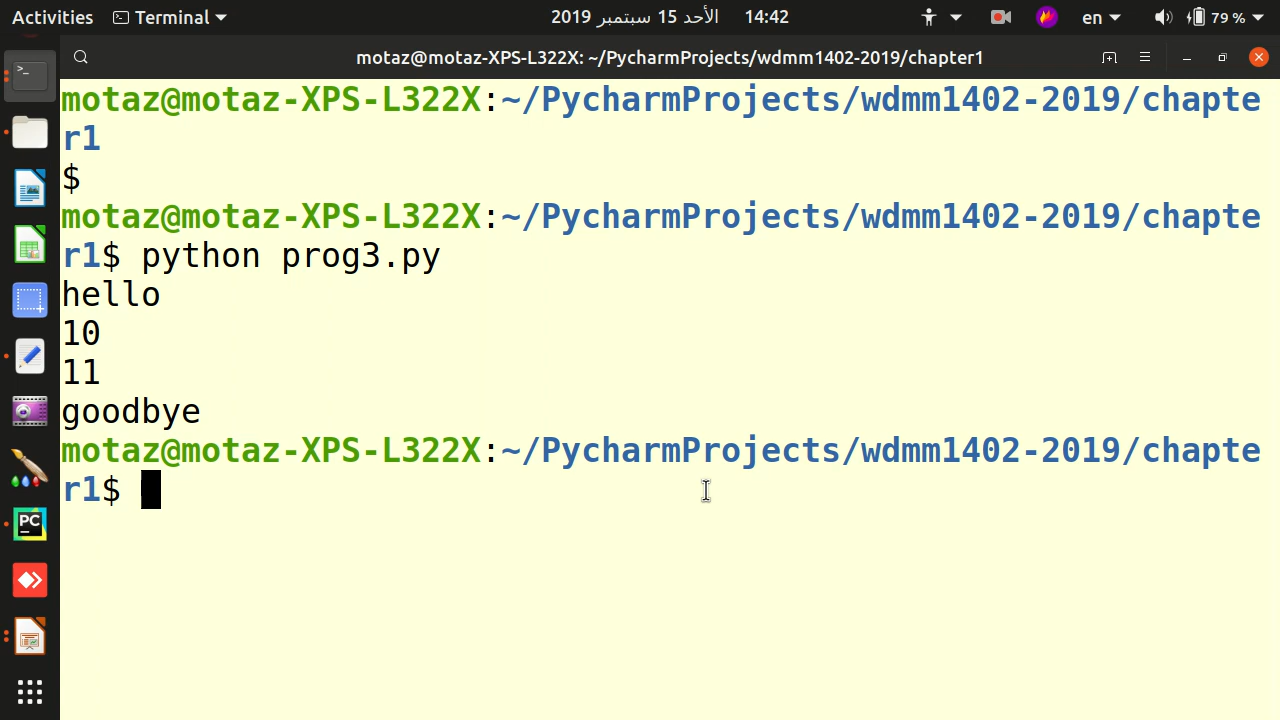 Activities Terminal الأحد 15 سبتمبر 2019 14:42 en 79 %
motaz@motaz-XPS-L322X: ~/PycharmProjects/wdmm1402-2019/chapter1
motaz@motaz-XPS-L322X:~/PycharmProjects/wdmm1402-2019/chapte
r1
$
motaz@motaz-XPS-L322X:~/PycharmProjects/wdmm1402-2019/chapte
r1$ python prog3.py
hello
10
11
goodbye
motaz@motaz-XPS-L322X:~/PycharmProjects/wdmm1402-2019/chapte
r1$
PC